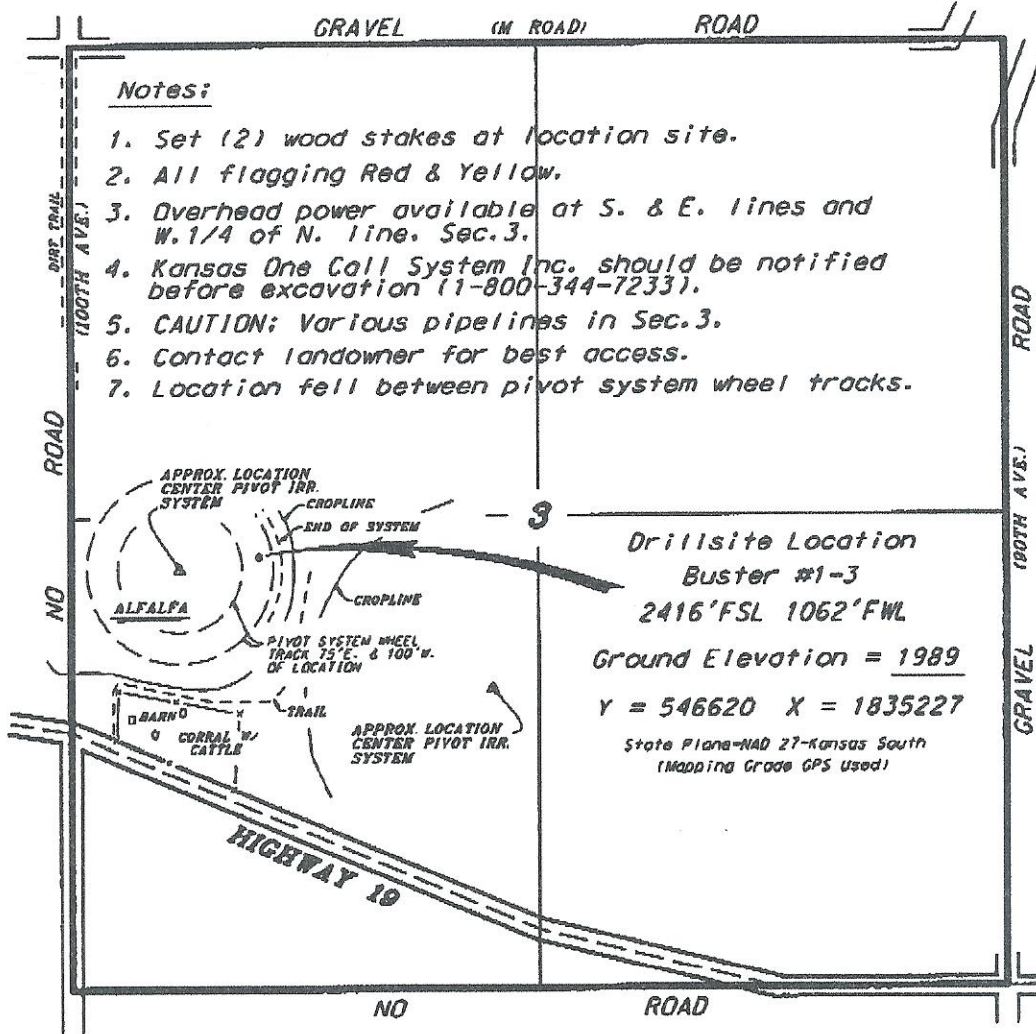 GRAVEL (M ROAD) ROAD
Notes:
1. Set (2) wood stakes at location site.
2. All flagging Red & Yellow.
3. Overhead power available at S. & E. lines and
W. 1/4 of N. line. Sec. 3.
4. Kansas One Call System Inc. should be notified
before excavation (1-800-344-7233).
5. CAUTION: Various pipelines in Sec. 3.
6. Contact landowner for best access.
7. Location fell between pivot system wheel tracks.
DIRT TRAIL
(100TH AVE.)
NO ROAD
GRAVEL (90TH AVE.) ROAD
APPROX. LOCATION
CENTER PIVOT IRR.
SYSTEM
CROPLINE
END OF SYSTEM
3
CROPLINE
ALFALFA
PIVOT SYSTEM WHEEL
TRACK 75'E. & 100'W.
OF LOCATION
Drillsite Location
Buster #1-3
2416'FSL 1062'FWL
Ground Elevation = 1989
Y = 546620 X = 1835227
State Plane-NAD 27-Kansas South
(Mapping Grade GPS Used)
TRAIL
BARN
CORRAL W/
CATTLE
APPROX. LOCATION
CENTER PIVOT IRR.
SYSTEM
HIGHWAY 19
NO ROAD